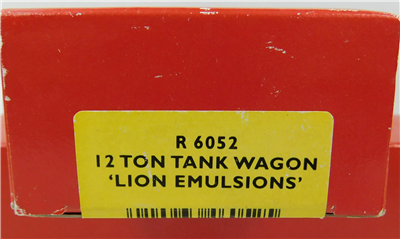 R 6052
12 TON TANK WAGON
‘LION EMULSIONS’